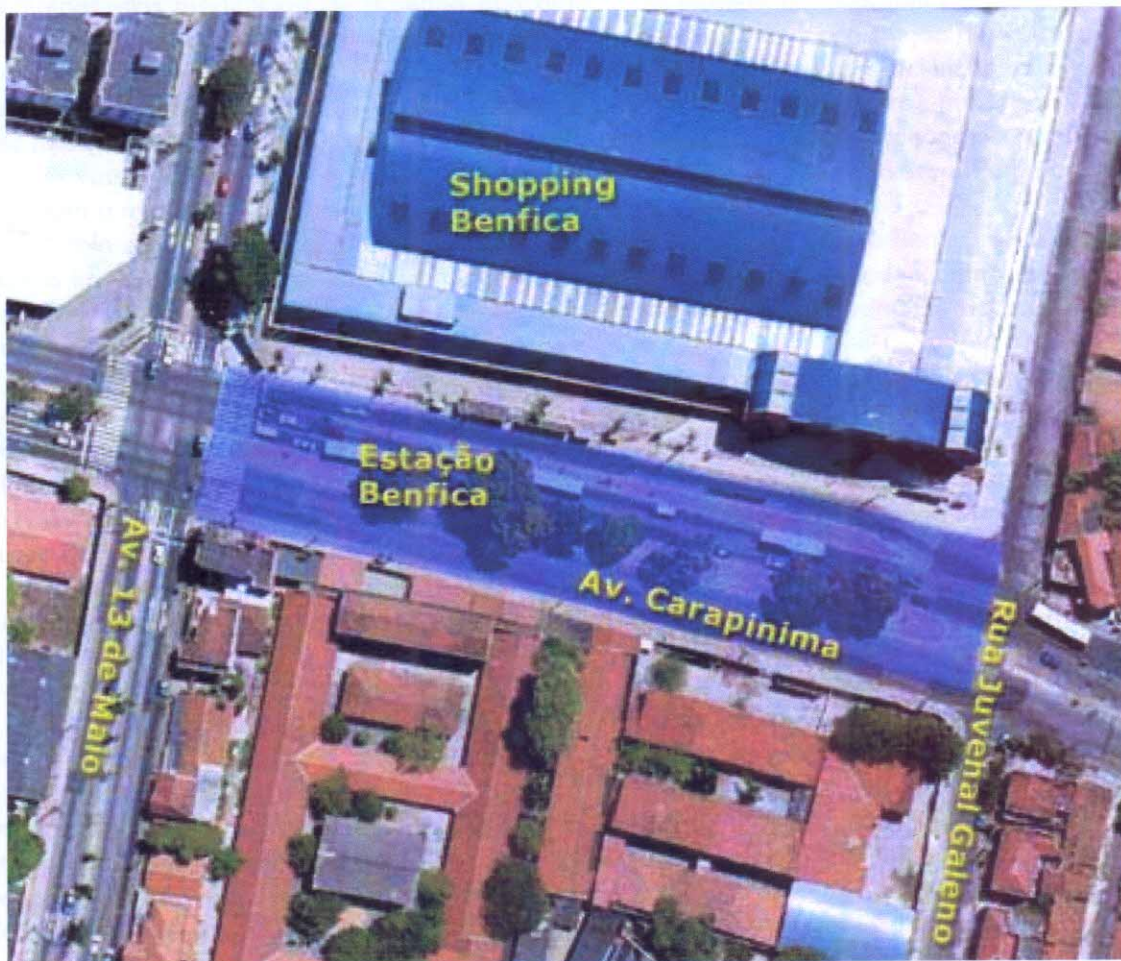 Shopping
Benfica
Estação
Benfica
Av. Carapinima
Av. 13 de Maio
Rua Juvenal Galeno